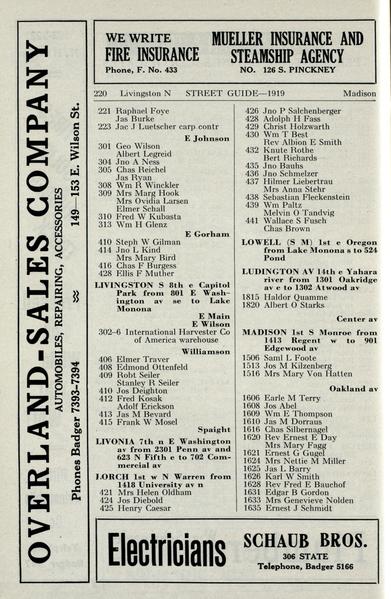 WE WRITE
FIRE INSURANCE
Phone, F. No. 433
MUELLER INSURANCE AND
STEAMSHIP AGENCY
NO. 126 S. PINCKNEY
OVERLAND-SALES COMPANY
AUTOMOBILES, REPAIRING, ACCESSORIES
Phones Badger 7393-7394 149—153 E. Wilson St.
220 Livingston N STREET GUIDE—1919 Madison
221 Raphael Foye
Jas Burke
223 Jac J Luetscher carp contr
E Johnson
301 Geo Wilson
Albert Legreid
304 Jno A Ness
305 Chas Reichel
Jas Ryan
308 Wm R Winckler
309 Mrs Marg Hook
Mrs Ovidia Larsen
Elmer Schall
310 Fred W Kubasta
313 Wm H Glenz
E Gorham
410 Steph W Gilman
414 Jno L Kind
Mrs Mary Bird
416 Chas F Burgess
428 Ellis F Muther
LIVINGSTON S 8th e Capitol
Park from 801 E Wash-
ington av se to Lake
Monona
E Main
E Wilson
302-6 International Harvester Co
of America warehouse
Williamson
406 Elmer Traver
408 Edmond Ottenfeld
409 Robt Seiler
Stanley R Seiler
410 Jos Deighton
412 Fred Kosak
Adolf Erickson
413 Jas M Bevard
415 Frank W Mosel
Spaight
LIVONIA 7th n E Washington
av from 2301 Penn av and
623 N Fifth e to 702 Com-
mercial av
LORCH 1st w N Warren from
1418 University av n
421 Mrs Helen Oldham
424 Jos Diebold
425 Henry Caesar
426 Jno P Salchenberger
428 Adolph H Fass
429 Christ Holzwarth
430 Wm T Best
Rev Albion E Smith
432 Knute Rothe
Bert Richards
435 Jno Bauhs
436 Jno Schmelzer
437 Hilmer Liebertrau
Mrs Anna Stehr
438 Sebastian Fleckenstein
439 Wm Paltz
Melvin O Tandvig
441 Wallace S Fusch
Chas Brown
LOWELL (S M) 1st e Oregon
from Lake Monona s to 524
Pond
LUDINGTON AV 14th e Yahara
river from 1301 Oakridge
av e to 1302 Atwood av
1815 Haldor Quamme
1820 Albert O Starks
Center av
MADISON 1st S Monroe from
1413 Regent w to 901
Edgewood av
1506 Saml L Foote
1513 Jos M Kilzenberg
1516 Mrs Mary Von Hatten
Oakland av
1606 Earle M Terry
1608 Jos Abel
1609 Wm E Thompson
1610 Jas M Dorraus
1616 Chas Silbernagel
1620 Rev Ernest E Day
Mrs Mary Fagg
1621 Ernest G Gugel
1624 Mrs Nettie M Miller
1625 Jas L Barry
1626 Karl W Smith
1628 Rev Fred E Bauchof
1631 Edgar B Gordon
1633 Mrs Genevieve Nolden
1635 Ernest J Schmidt
Electricians
SCHAUB BROS.
306 STATE
Telephone, Badger 5166